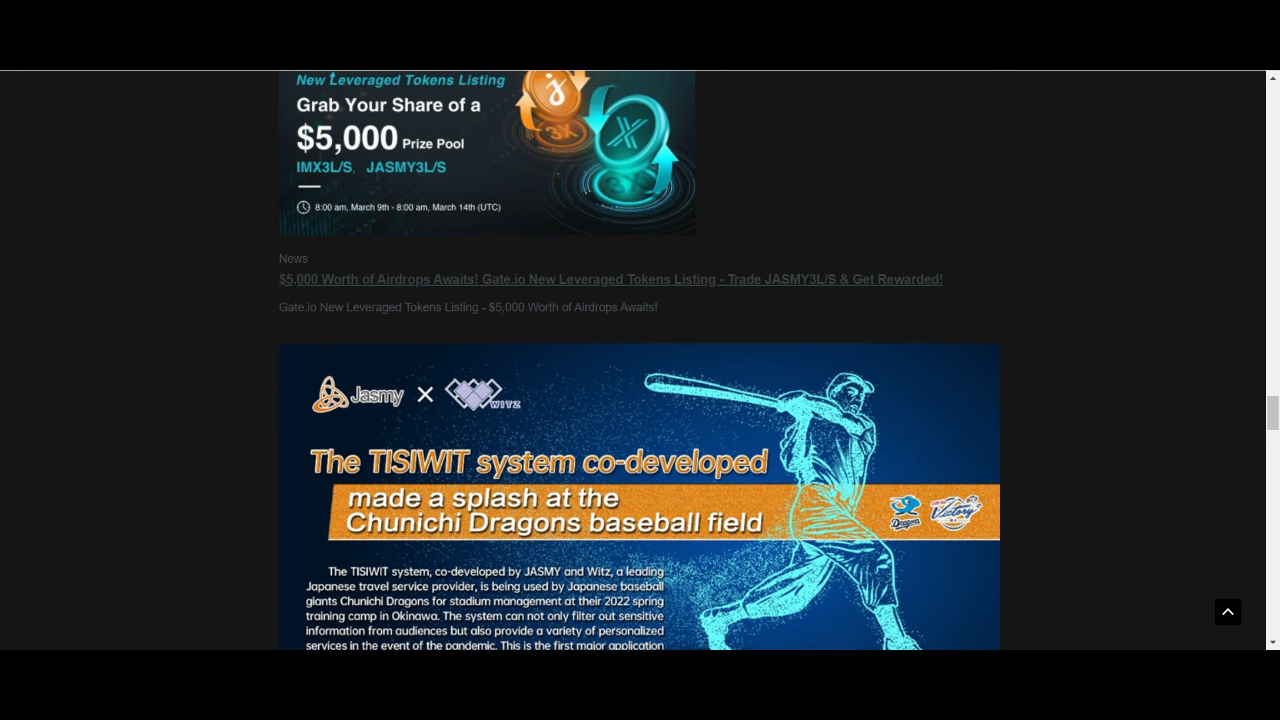 New Leveraged Tokens Listing
Grab Your Share of a
$5,000 Prize Pool
IMX3L/S, JASMY3L/S
8:00 am, March 9th - 8:00 am, March 14th (UTC)
3X
News
$5,000 Worth of Airdrops Awaits! Gate.io New Leveraged Tokens Listing - Trade JASMY3L/S & Get Rewarded!
Gate.io New Leveraged Tokens Listing - $5,000 Worth of Airdrops Awaits!
Jasmy X WITZ
The TISIWIT system co-developed
made a splash at the
Chunichi Dragons baseball field
Dragons Victory
The TISIWIT system, co-developed by JASMY and Witz, a leading
Japanese travel service provider, is being used by Japanese baseball
giants Chunichi Dragons for stadium management at their 2022 spring
training camp in Okinawa. The system can not only filter out sensitive
information from audiences but also provide a variety of personalized
services in the event of the pandemic. This is the first major application